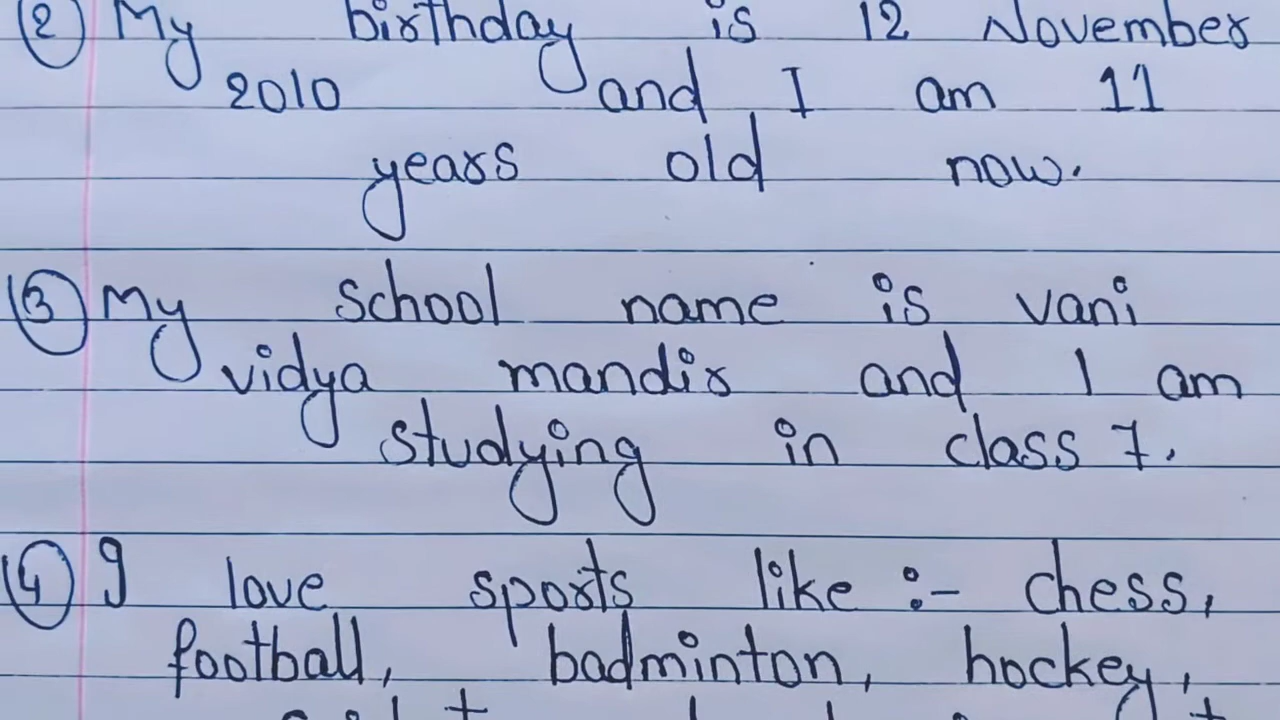 ② My birthday is 12 November
2010 and I am 11
years old now.
③ My school name is vani
vidya mandir and I am
studying in class 7.
④ I love sports like :- chess,
football, badminton, hockey,